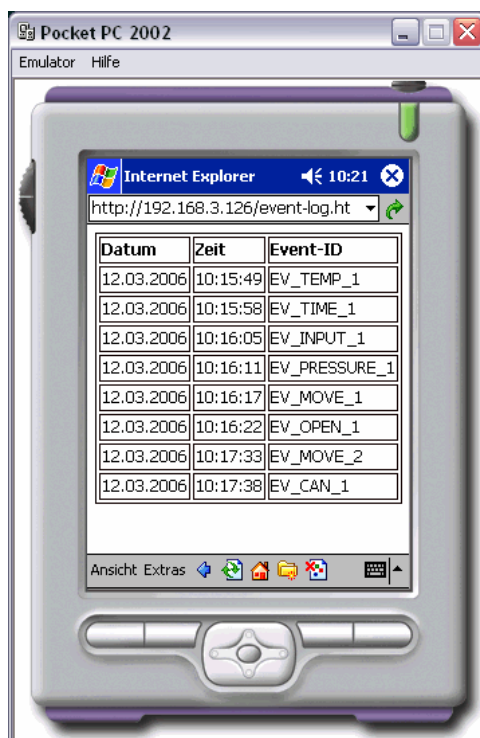 Pocket PC 2002
Emulator Hilfe
Internet Explorer 10:21
http://192.168.3.126/event-log.ht
Datum Zeit Event-ID
12.03.2006 10:15:49 EV_TEMP_1
12.03.2006 10:15:58 EV_TIME_1
12.03.2006 10:16:05 EV_INPUT_1
12.03.2006 10:16:11 EV_PRESSURE_1
12.03.2006 10:16:17 EV_MOVE_1
12.03.2006 10:16:22 EV_OPEN_1
12.03.2006 10:17:33 EV_MOVE_2
12.03.2006 10:17:38 EV_CAN_1
Ansicht Extras